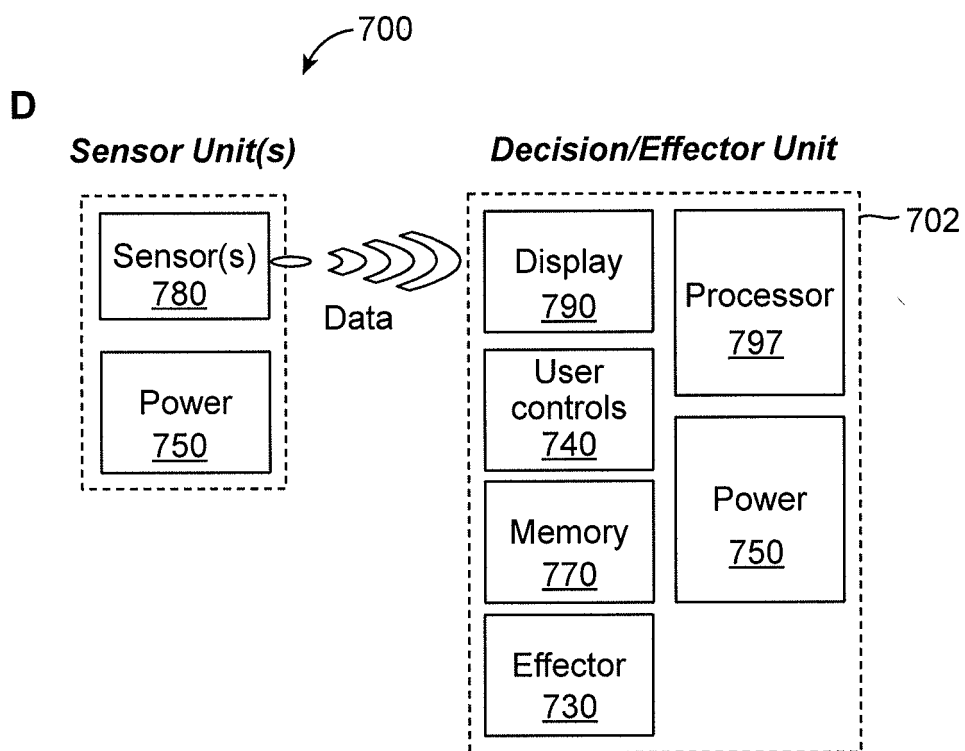 700
D
Sensor Unit(s)
Decision/Effector Unit
702
Sensor(s)
780
Data
Power
750
Display
790
User
controls
740
Memory
770
Effector
730
Processor
797
Power
750